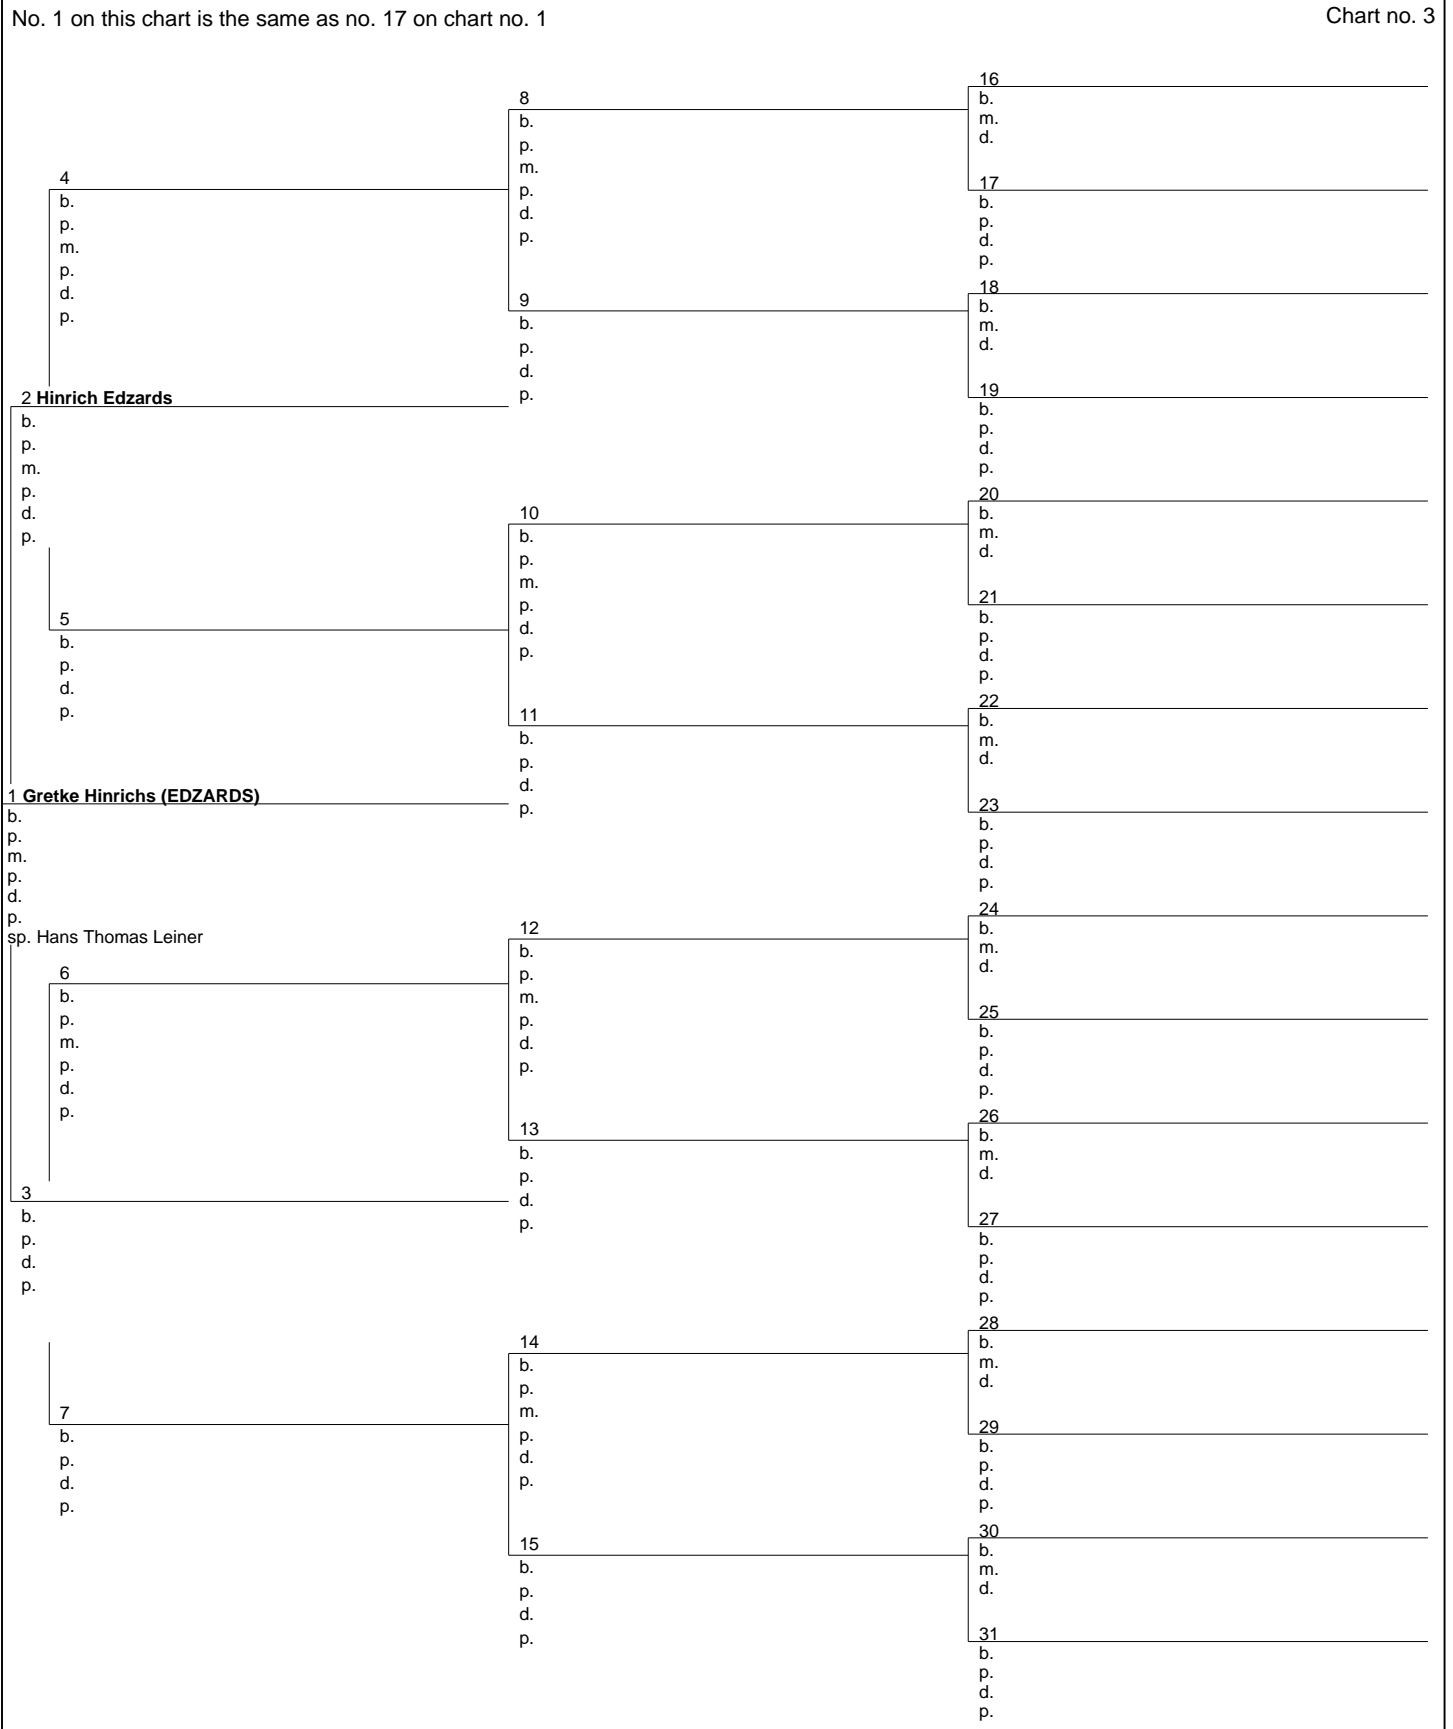 No. 1 on this chart is the same as no. 17 on chart no. 1
Chart no. 3
16
b.
m.
d.
8
b.
p.
m.
p.
d.
p.
17
b.
p.
d.
p.
4
b.
p.
m.
p.
d.
p.
18
b.
m.
d.
9
b.
p.
d.
p.
19
b.
p.
d.
p.
2 Hinrich Edzards
b.
p.
m.
p.
d.
p.
20
b.
m.
d.
10
b.
p.
m.
p.
d.
p.
21
b.
p.
d.
p.
5
b.
p.
d.
p.
22
b.
m.
d.
11
b.
p.
d.
p.
23
b.
p.
d.
p.
1 Gretke Hinrichs (EDZARDS)
b.
p.
m.
p.
d.
p.
sp. Hans Thomas Leiner
24
b.
m.
d.
12
b.
p.
m.
p.
d.
p.
25
b.
p.
d.
p.
6
b.
p.
m.
p.
d.
p.
26
b.
m.
d.
13
b.
p.
d.
p.
27
b.
p.
d.
p.
3
b.
p.
d.
p.
28
b.
m.
d.
14
b.
p.
m.
p.
d.
p.
29
b.
p.
d.
p.
7
b.
p.
d.
p.
30
b.
m.
d.
15
b.
p.
d.
p.
31
b.
p.
d.
p.